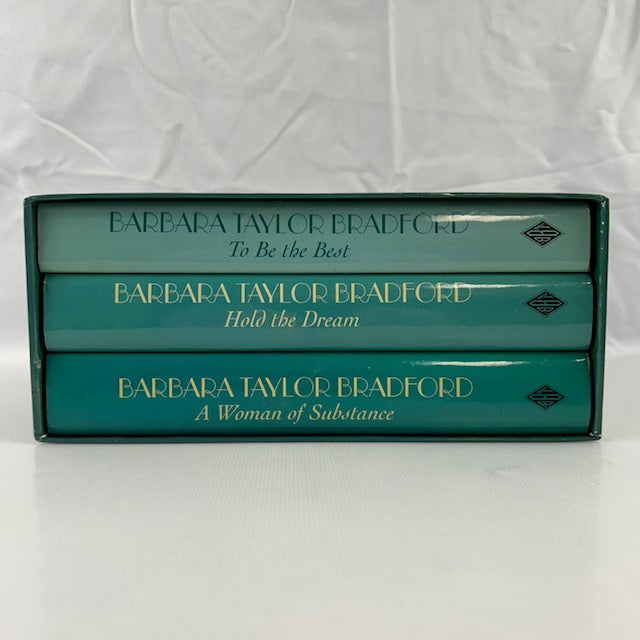 BARBARA TAYLOR BRADFORD
To Be the Best
BARBARA TAYLOR BRADFORD
Hold the Dream
BARBARA TAYLOR BRADFORD
A Woman of Substance